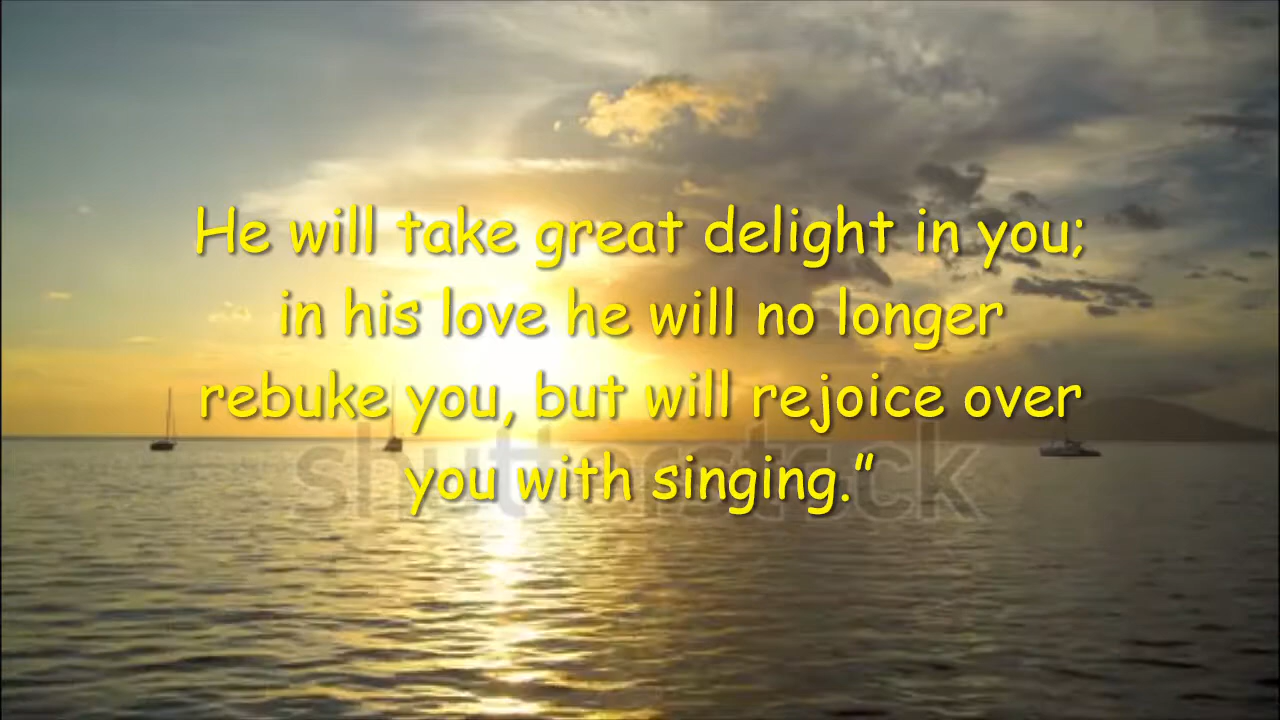 He will take great delight in you;
in his love he will no longer
rebuke you, but will rejoice over
you with singing.”
shutterstock